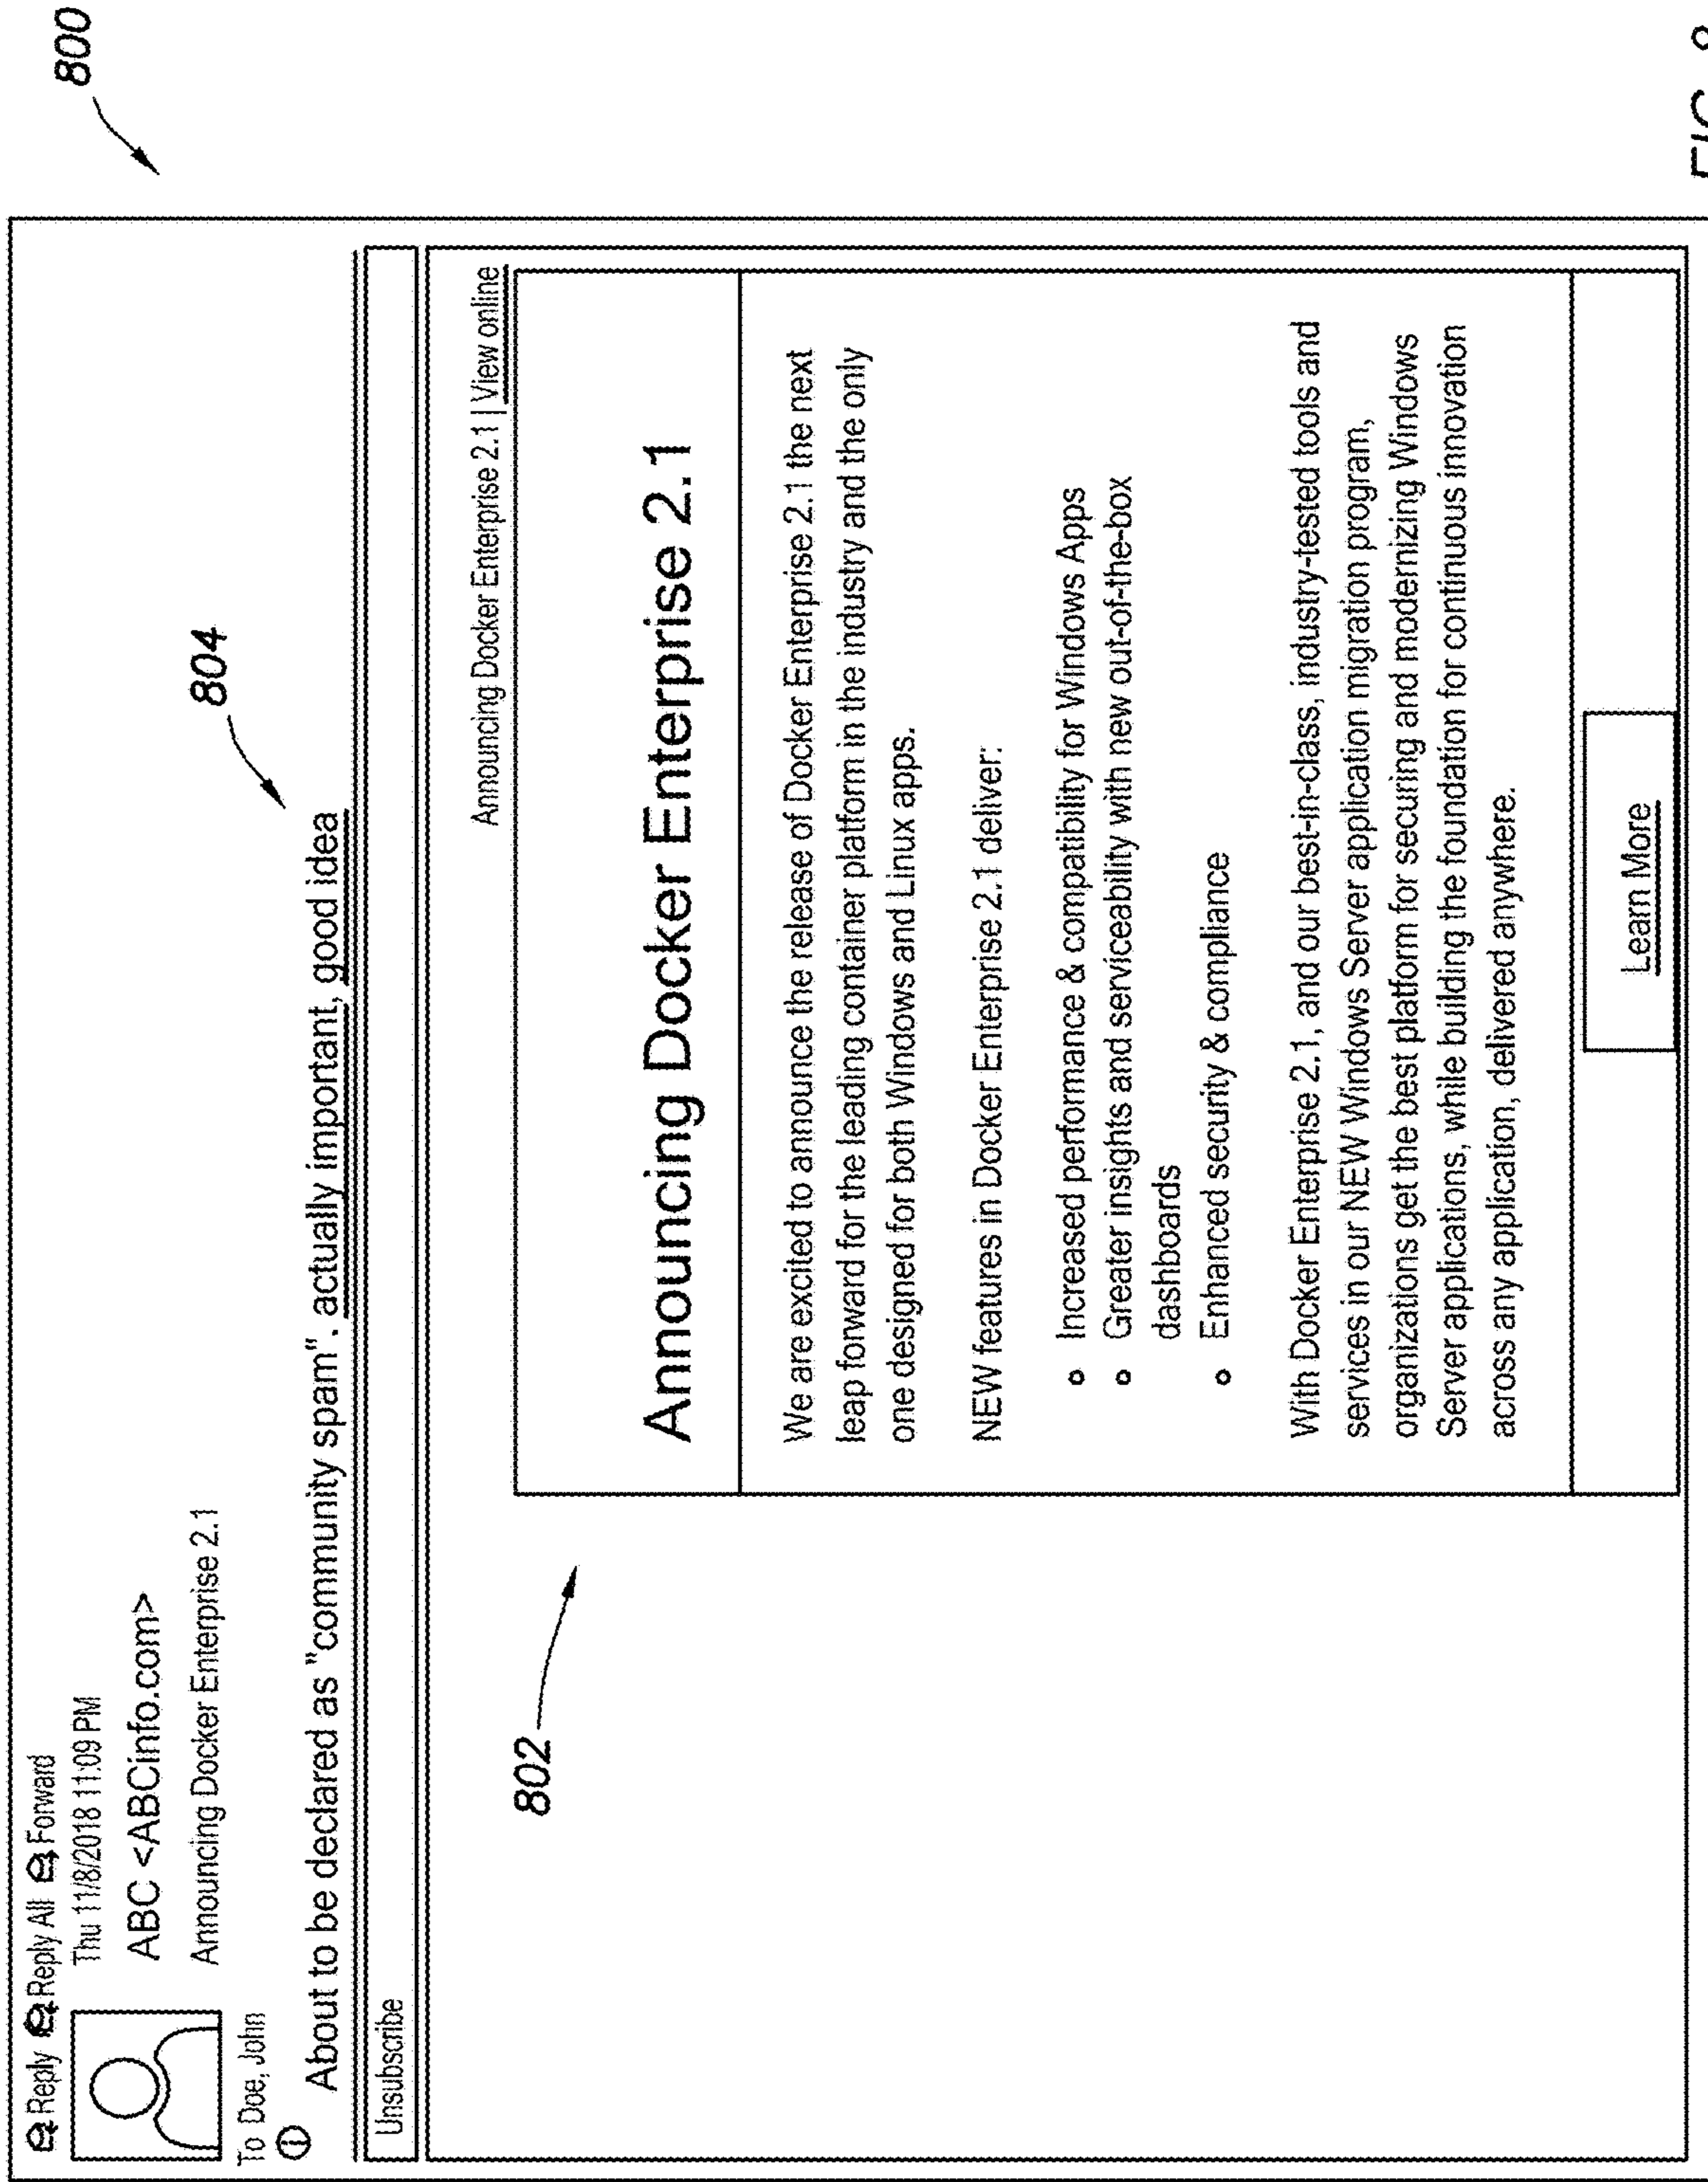 800
Reply Reply All Forward
Thu 11/8/2018 11:09 PM
ABC <ABCinfo.com>
Announcing Docker Enterprise 2.1
To Doe, John
804
About to be declared as "community spam". actually important, good idea
Unsubscribe
Announcing Docker Enterprise 2.1 | View online
802
Announcing Docker Enterprise 2.1
We are excited to announce the release of Docker Enterprise 2.1 the next
leap forward for the leading container platform in the industry and the only
one designed for both Windows and Linux apps.
NEW features in Docker Enterprise 2.1 deliver:
Increased performance & compatibility for Windows Apps
Greater insights and serviceability with new out-of-the-box
dashboards
Enhanced security & compliance
With Docker Enterprise 2.1, and our best-in-class, industry-tested tools and
services in our NEW Windows Server application migration program,
organizations get the best platform for securing and modernizing Windows
Server applications, while building the foundation for continuous innovation
across any application, delivered anywhere.
Learn More